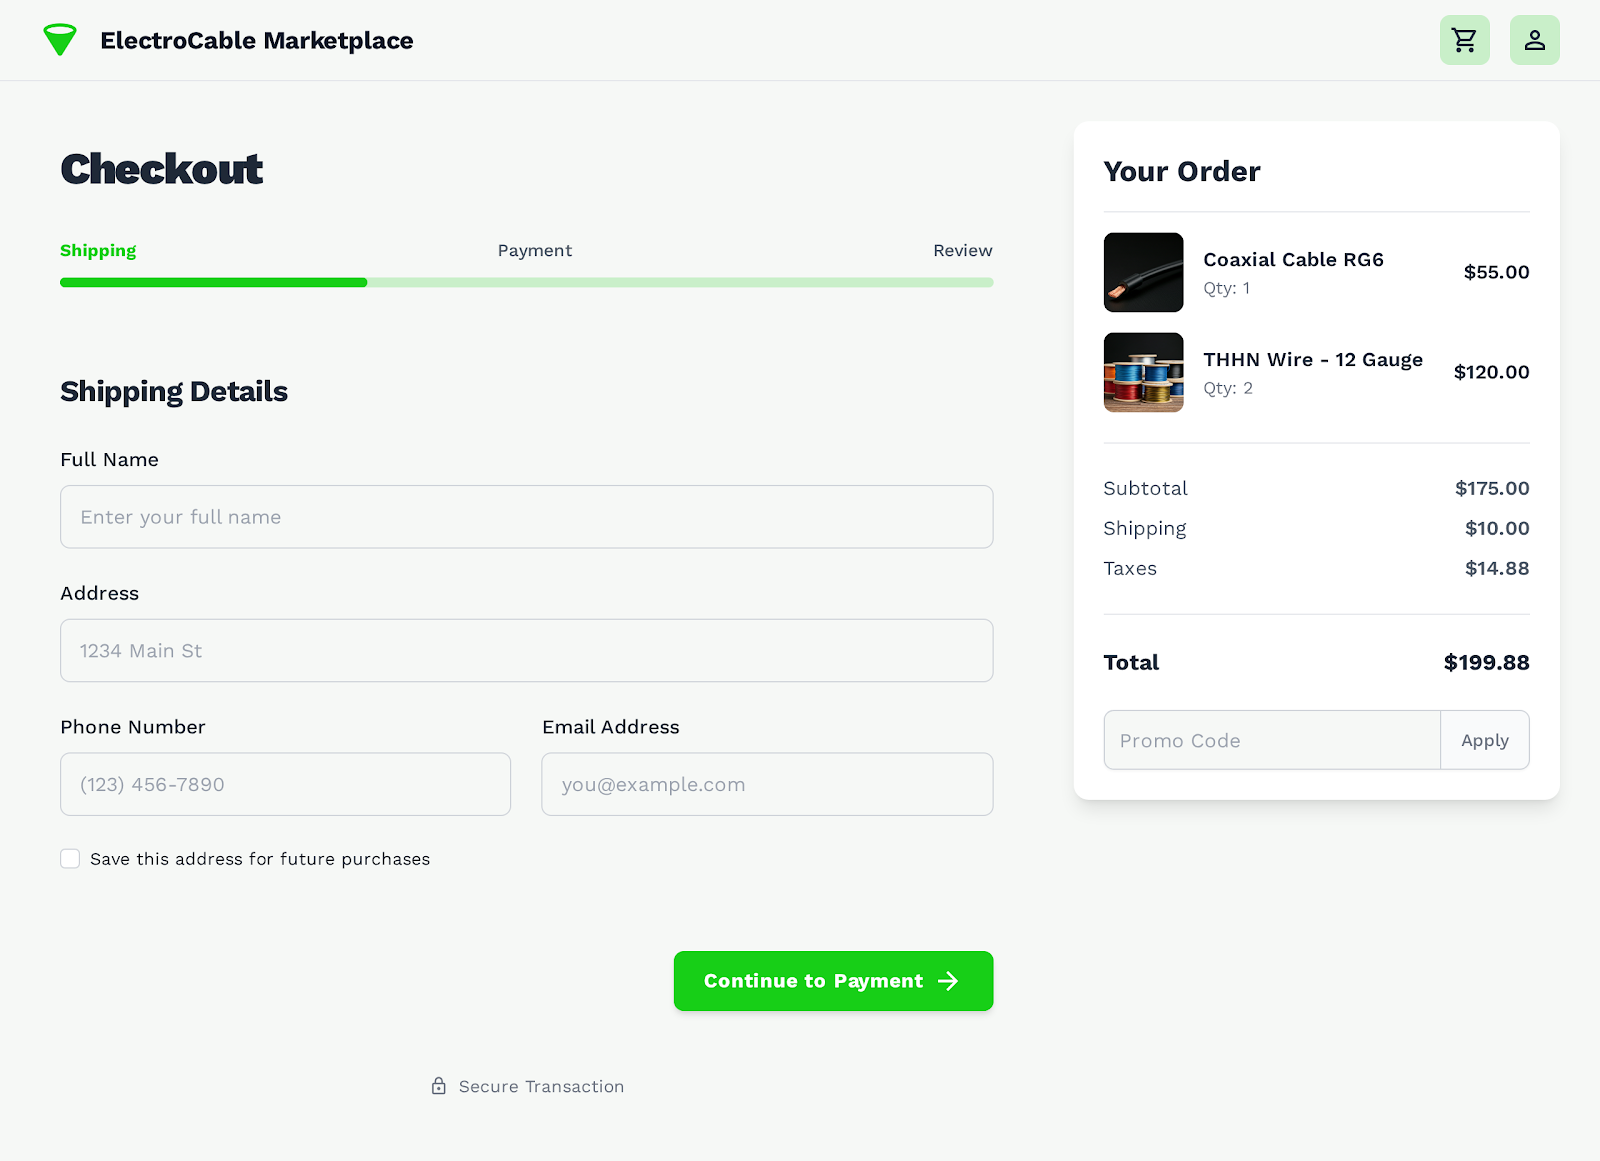 ElectroCable Marketplace
Checkout
Shipping
Payment
Review
Shipping Details
Full Name
Enter your full name
Address
1234 Main St
Phone Number
Email Address
(123) 456-7890
you@example.com
Save this address for future purchases
Continue to Payment
Secure Transaction
Your Order
Coaxial Cable RG6
Qty: 1
$55.00
THHN Wire - 12 Gauge
Qty: 2
$120.00
Subtotal
$175.00
Shipping
$10.00
Taxes
$14.88
Total
$199.88
Promo Code
Apply